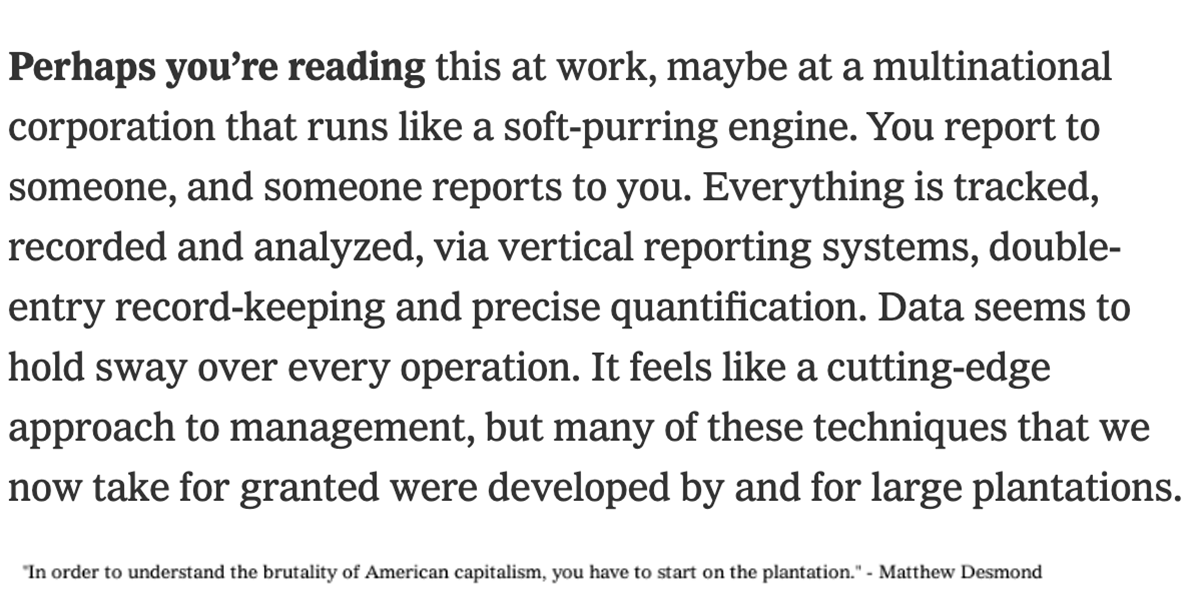 Perhaps you’re reading this at work, maybe at a multinational
corporation that runs like a soft-purring engine. You report to
someone, and someone reports to you. Everything is tracked,
recorded and analyzed, via vertical reporting systems, double-
entry record-keeping and precise quantification. Data seems to
hold sway over every operation. It feels like a cutting-edge
approach to management, but many of these techniques that we
now take for granted were developed by and for large plantations.
"In order to understand the brutality of American capitalism, you have to start on the plantation." - Matthew Desmond